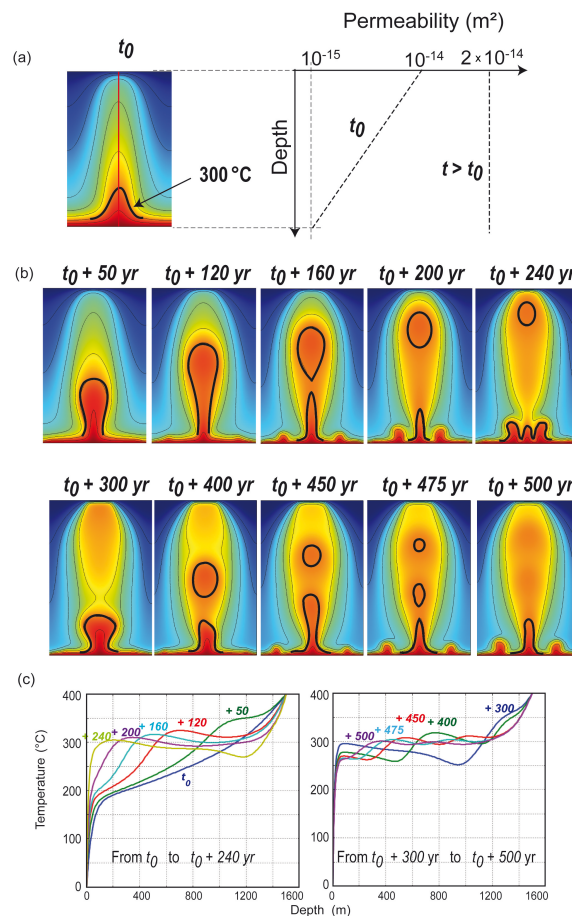 Permeability (m²)
t0
(a)
10-15
10-14
2 × 10-14
t0
Depth
t > t0
300 °C
(b)
t0 + 50 yr
t0 + 120 yr
t0 + 160 yr
t0 + 200 yr
t0 + 240 yr
t0 + 300 yr
t0 + 400 yr
t0 + 450 yr
t0 + 475 yr
t0 + 500 yr
(c)
Temperature (°C)
400
300
200
100
0
0
400
800
1200
1600
+ 240
+ 200
+ 160
+ 120
+ 50
t0
From t0 to t0 + 240 yr
400
300
200
100
0
0
400
800
1200
1600
+ 500
+ 475
+ 450
+ 400
+ 300
From t0 + 300 yr to t0 + 500 yr
Depth (m)